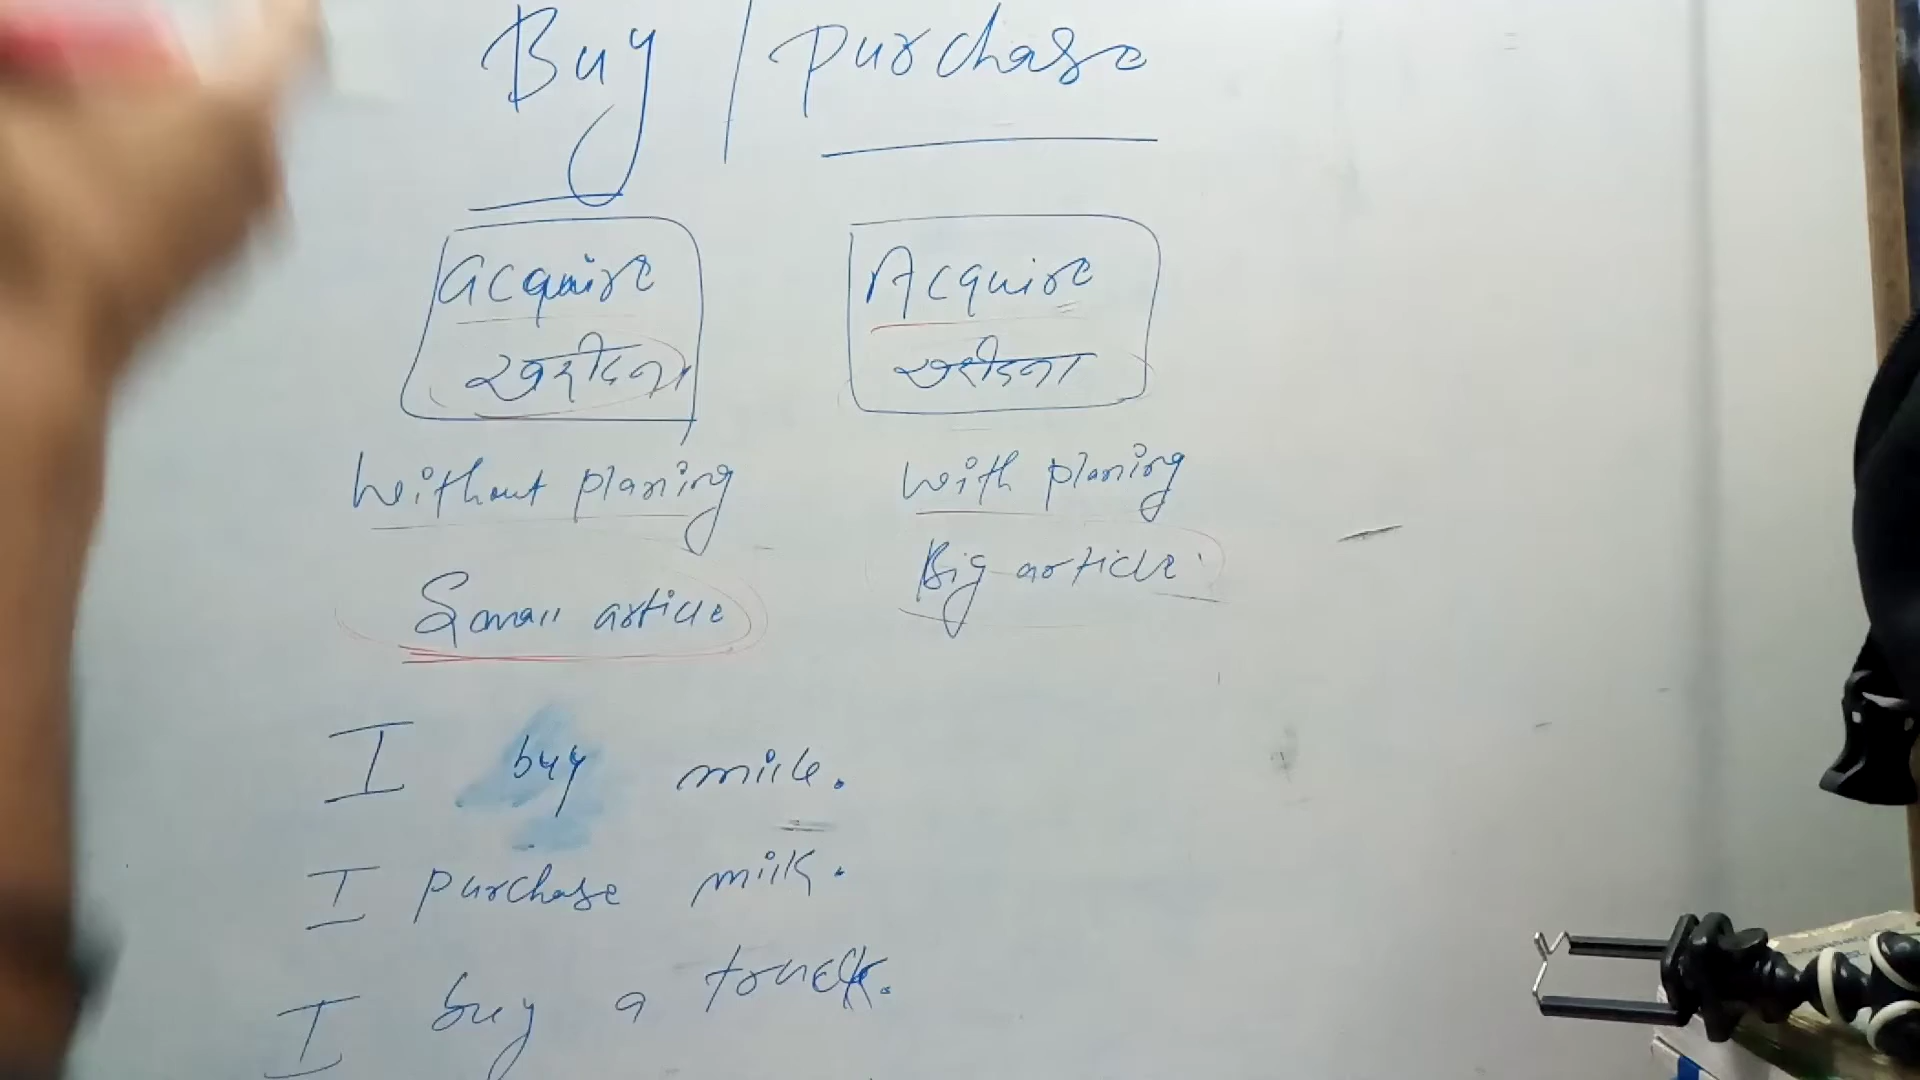 Buy / purchase
acquire Acquire
खरीदना खरीदना
Without planing with planing
Small article Big article
I buy milk.
I purchase milk.
I buy a truck.